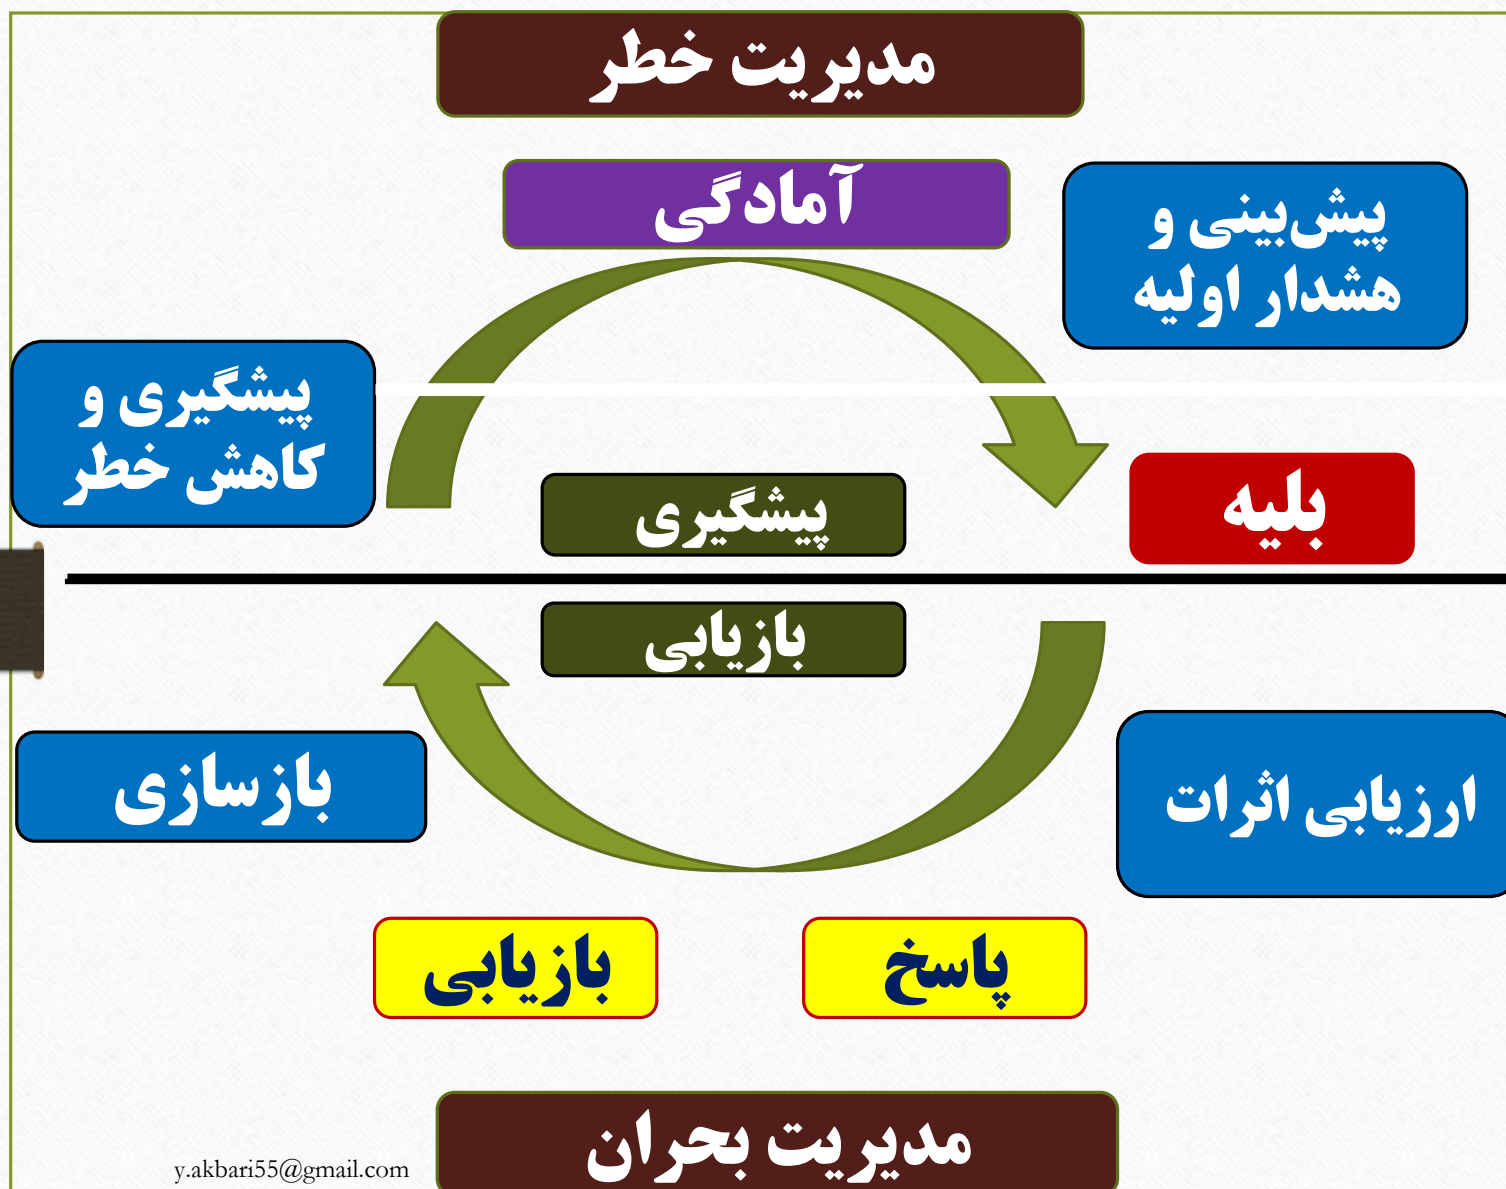 مدیریت خطر
آمادگی
پیش‌بینی و
هشدار اولیه
پیشگیری و
کاهش خطر
پیشگیری
بلیه
بازیابی
بازسازی
ارزیابی اثرات
پاسخ
بازیابی
مدیریت بحران
y.akbari55@gmail.com